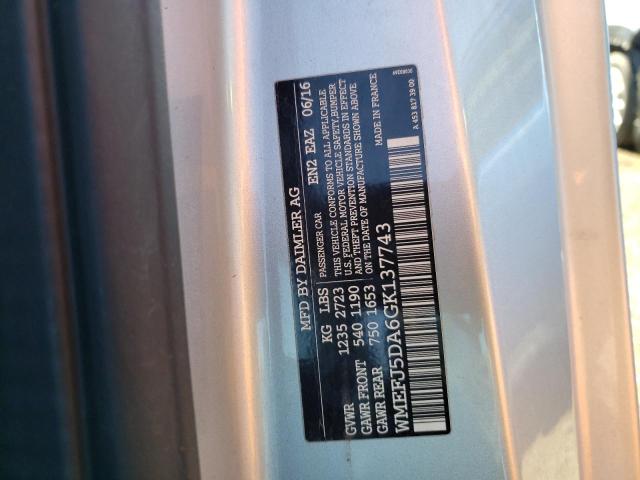 MFD BY DAIMLER AG EN2 EAZ 06/16
KG LBS
GVWR 1235 2723
GAWR FRONT 540 1190
GAWR REAR 750 1653
PASSENGER CAR
THIS VEHICLE CONFORMS TO ALL APPLICABLE
U.S. FEDERAL MOTOR VEHICLE SAFETY,BUMPER
AND THEFT PREVENTION STANDARDS IN EFFECT
ON THE DATE OF MANUFACTURE SHOWN ABOVE
WMEFJ5DA6GK137743
MADE IN FRANCE
A 453 817 39 00